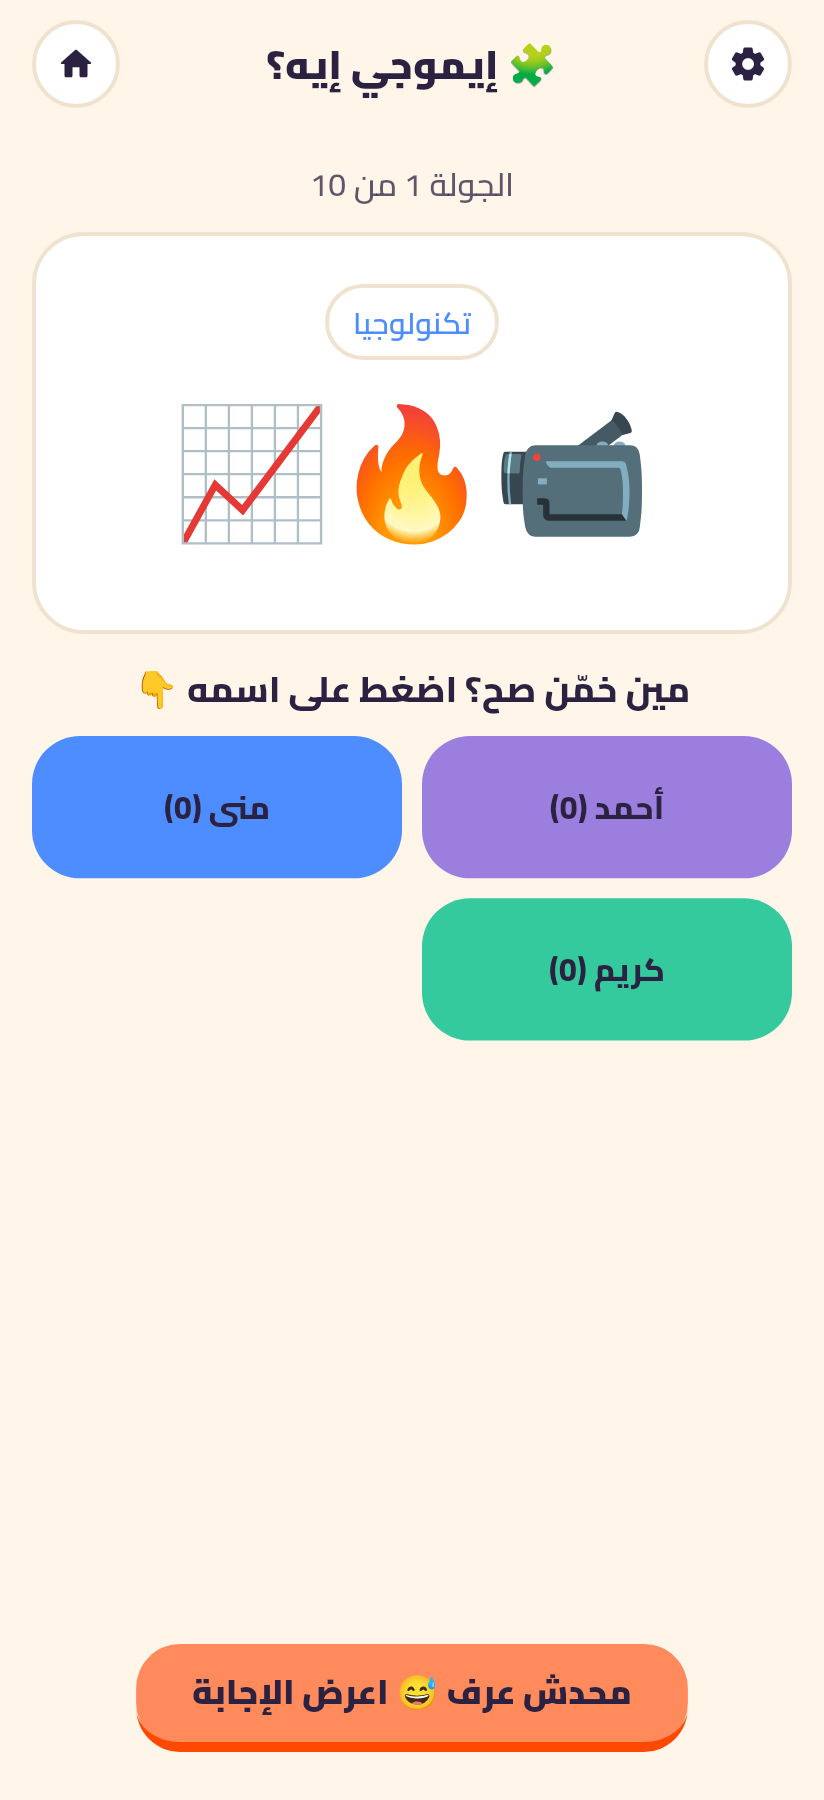 🧩 إيموجي إيه؟
الجولة 1 من 10
تكنولوجيا
📹🔥📈
مين خمّن صح؟ اضغط على اسمه 👇
أحمد (0)
منى (0)
كريم (0)
محدش عرف 😅 اعرض الإجابة